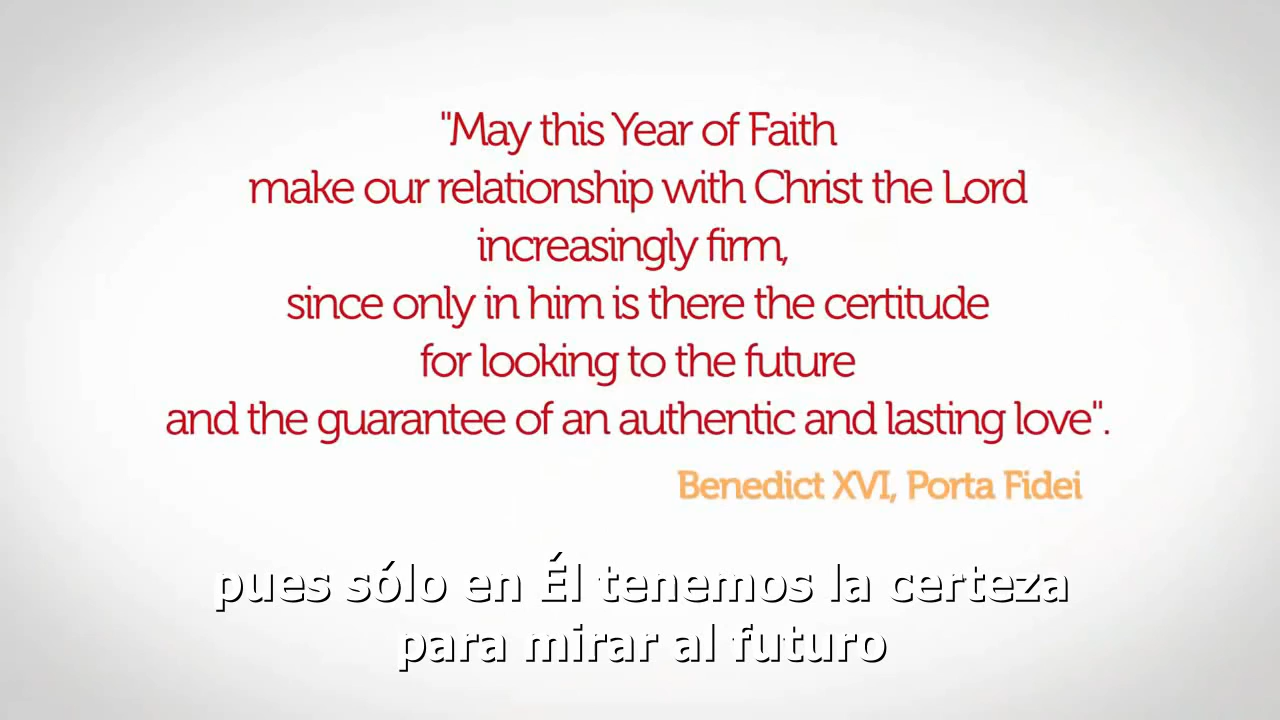 "May this Year of Faith
make our relationship with Christ the Lord
increasingly firm,
since only in him is there the certitude
for looking to the future
and the guarantee of an authentic and lasting love".
Benedict XVI, Porta Fidei
pues sólo en Él tenemos la certeza
para mirar al futuro